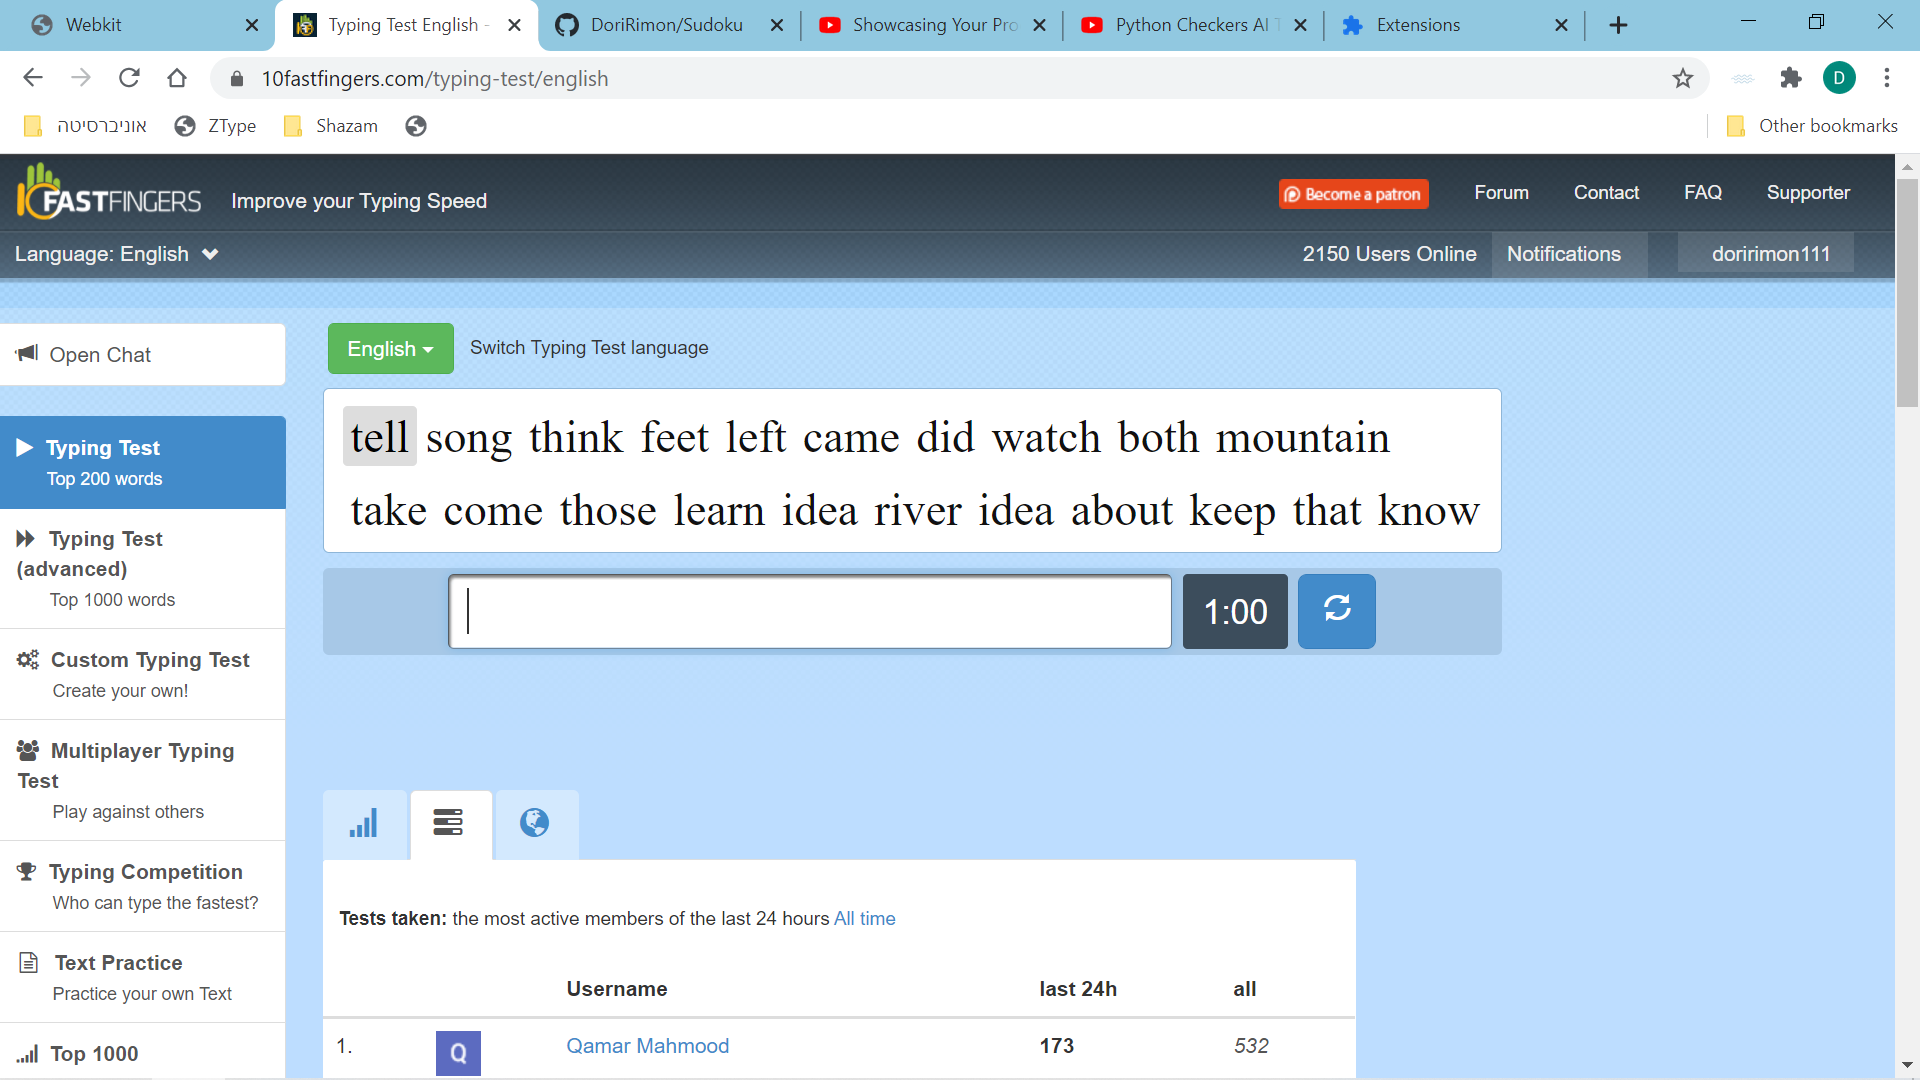 Webkit
Typing Test English -
DoriRimon/Sudoku
Showcasing Your Pro
Python Checkers AI T
Extensions
10fastfingers.com/typing-test/english
D
אוניברסיטה
ZType
Shazam
Other bookmarks
10FASTFINGERS
Improve your Typing Speed
Become a patron
Forum
Contact
FAQ
Supporter
Language: English
2150 Users Online
Notifications
doririmon111
Open Chat
English
Switch Typing Test language
tell song think feet left came did watch both mountain
take come those learn idea river idea about keep that know
1:00
Typing Test
Top 200 words
Typing Test
(advanced)
Top 1000 words
Custom Typing Test
Create your own!
Multiplayer Typing
Test
Play against others
Typing Competition
Who can type the fastest?
Text Practice
Practice your own Text
Top 1000
Tests taken: the most active members of the last 24 hours All time
Username last 24h all
1. Q Qamar Mahmood 173 532